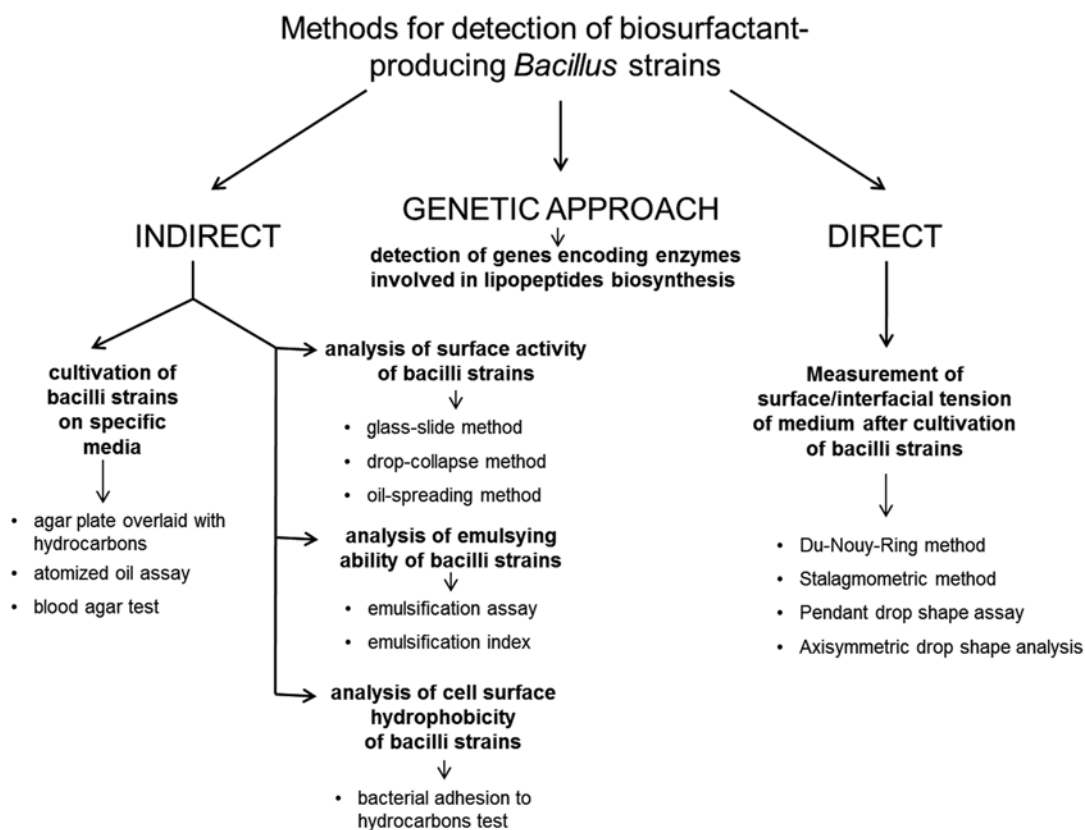 Methods for detection of biosurfactant-
producing Bacillus strains
INDIRECT
GENETIC APPROACH
detection of genes encoding enzymes
involved in lipopeptides biosynthesis
DIRECT
cultivation of
bacilli strains
on specific
media
• agar plate overlaid with
hydrocarbons
• atomized oil assay
• blood agar test
analysis of surface activity
of bacilli strains
• glass-slide method
• drop-collapse method
• oil-spreading method
analysis of emulsying
ability of bacilli strains
• emulsification assay
• emulsification index
analysis of cell surface
hydrophobicity
of bacilli strains
• bacterial adhesion to
hydrocarbons test
Measurement of
surface/interfacial tension
of medium after cultivation
of bacilli strains
• Du-Nouy-Ring method
• Stalagmometric method
• Pendant drop shape assay
• Axisymmetric drop shape analysis